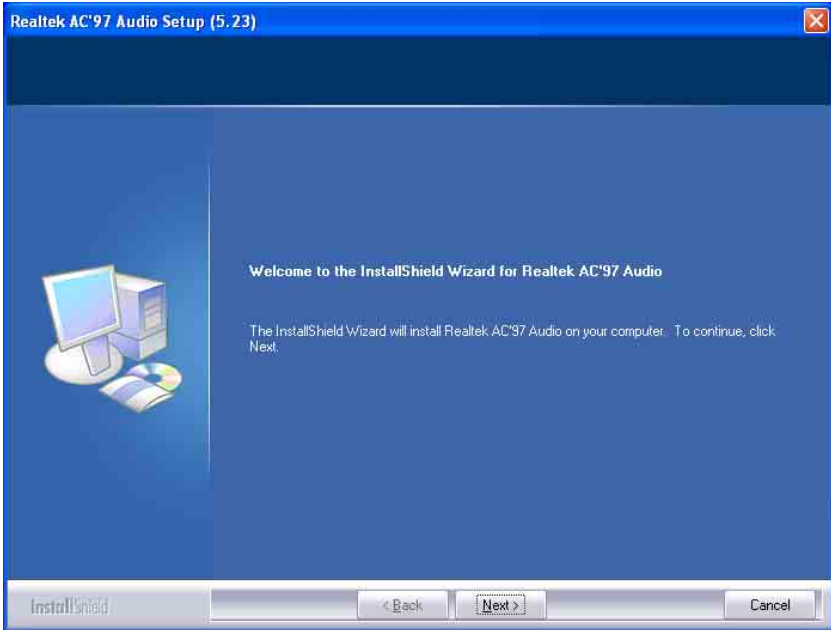 Realtek AC'97 Audio Setup (5.23)
Welcome to the InstallShield Wizard for Realtek AC'97 Audio
The InstallShield Wizard will install Realtek AC'97 Audio on your computer. To continue, click
Next.
InstallShield
< Back
Next >
Cancel